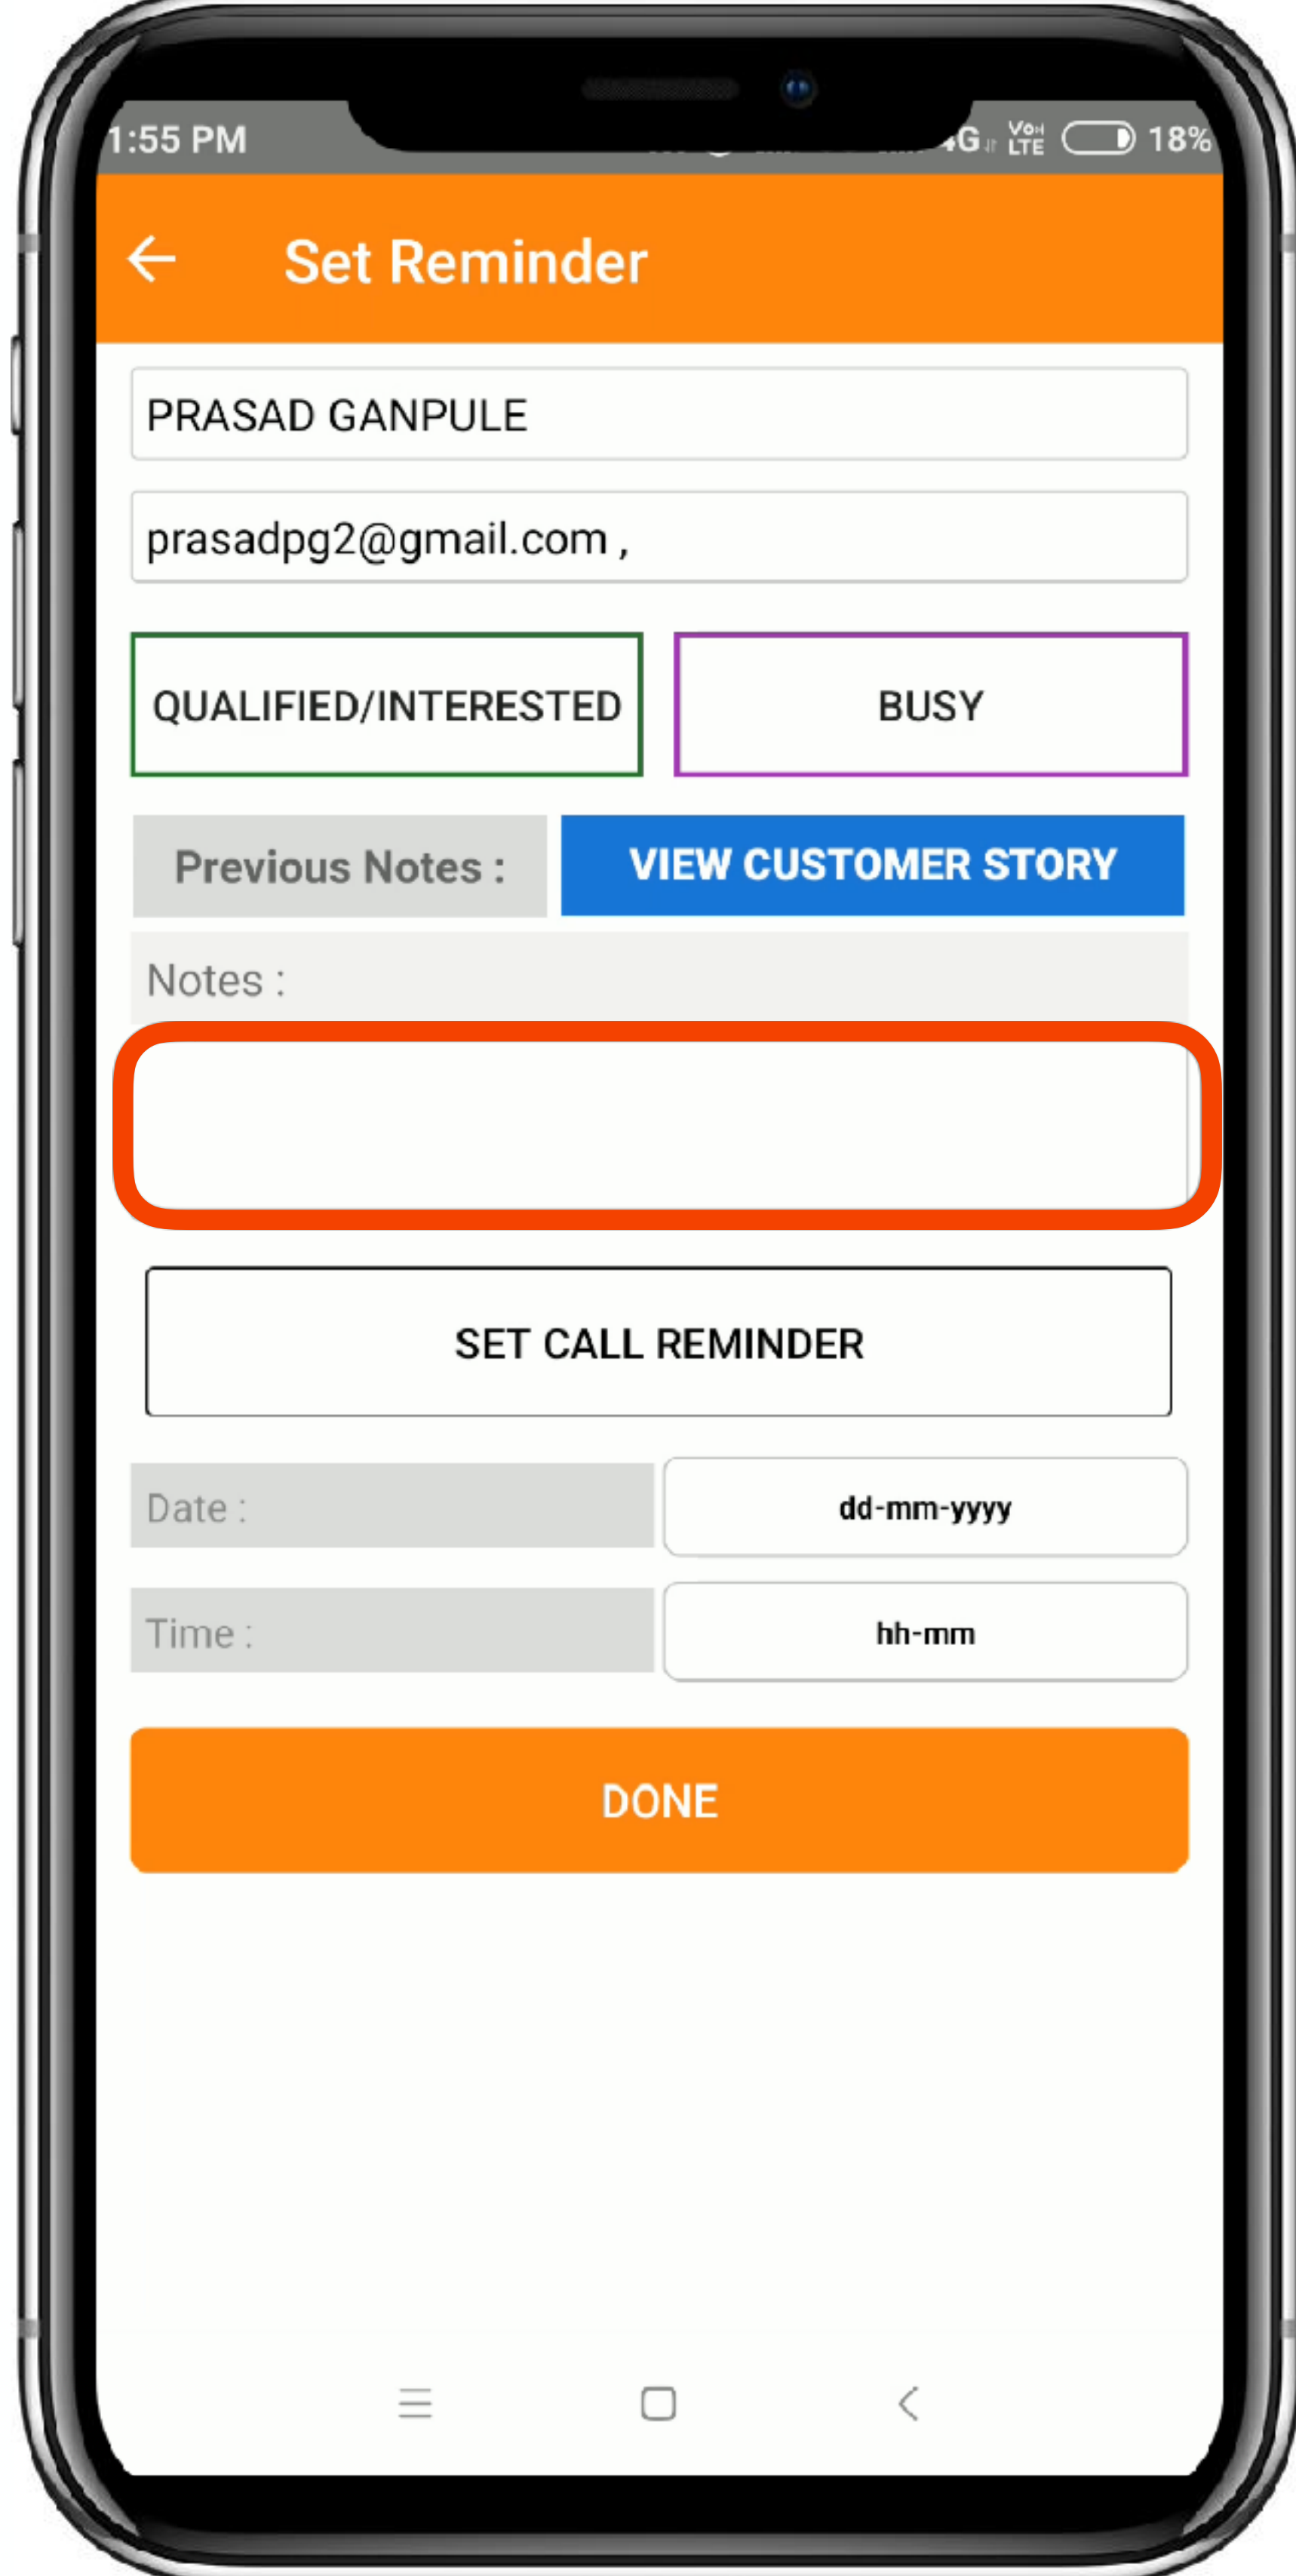 1:55 PM
4G VoLTE 18%
Set Reminder
PRASAD GANPULE
prasadpg2@gmail.com ,
QUALIFIED/INTERESTED
BUSY
Previous Notes :
VIEW CUSTOMER STORY
Notes :
SET CALL REMINDER
Date :
dd-mm-yyyy
Time :
hh-mm
DONE